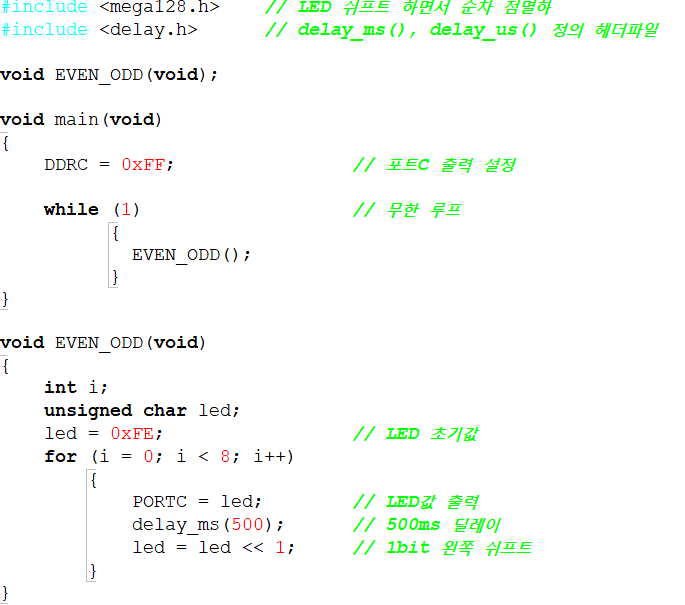 #include <mega128.h> // LED 쉬프트 하면서 순차 점멸하
#include <delay.h> // delay_ms(), delay_us() 정의 헤더파일
void EVEN_ODD(void);
void main(void)
{
DDRC = 0xFF; // 포트C 출력 설정
while (1) // 무한 루프
{
EVEN_ODD();
}
}
void EVEN_ODD(void)
{
int i;
unsigned char led;
led = 0xFE; // LED 초기값
for (i = 0; i < 8; i++)
{
PORTC = led; // LED값 출력
delay_ms(500); // 500ms 딜레이
led = led << 1; // 1bit 왼쪽 쉬프트
}
}